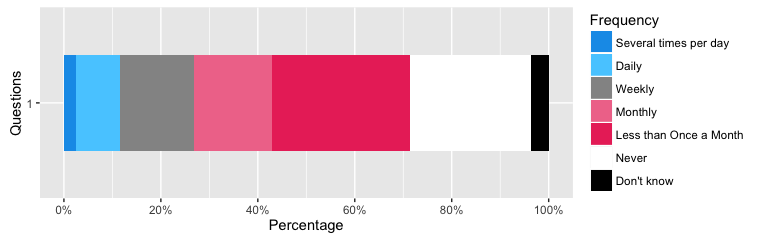 Questions
1
0%
20%
40%
60%
80%
100%
Percentage
Frequency
Several times per day
Daily
Weekly
Monthly
Less than Once a Month
Never
Don't know